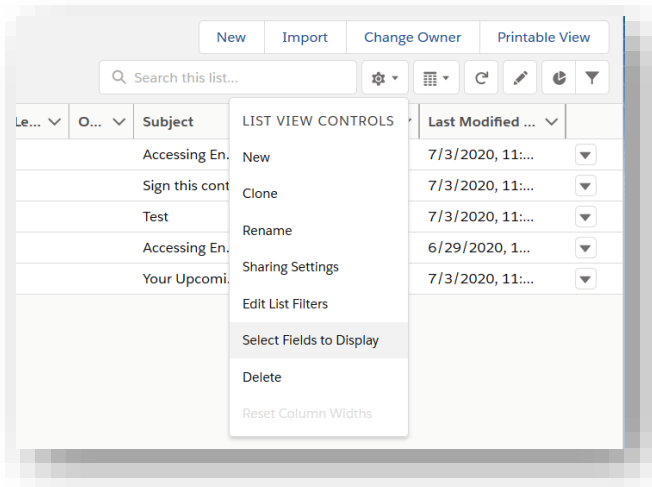 New Import Change Owner Printable View
Search this list...
Le... O... Subject LIST VIEW CONTROLS Last Modified ...
Accessing En. New 7/3/2020, 11:...
Sign this cont Clone 7/3/2020, 11:...
Test Rename 7/3/2020, 11:...
Accessing En. Sharing Settings 6/29/2020, 1...
Your Upcomi. Edit List Filters 7/3/2020, 11:...
Select Fields to Display
Delete
Reset Column Widths